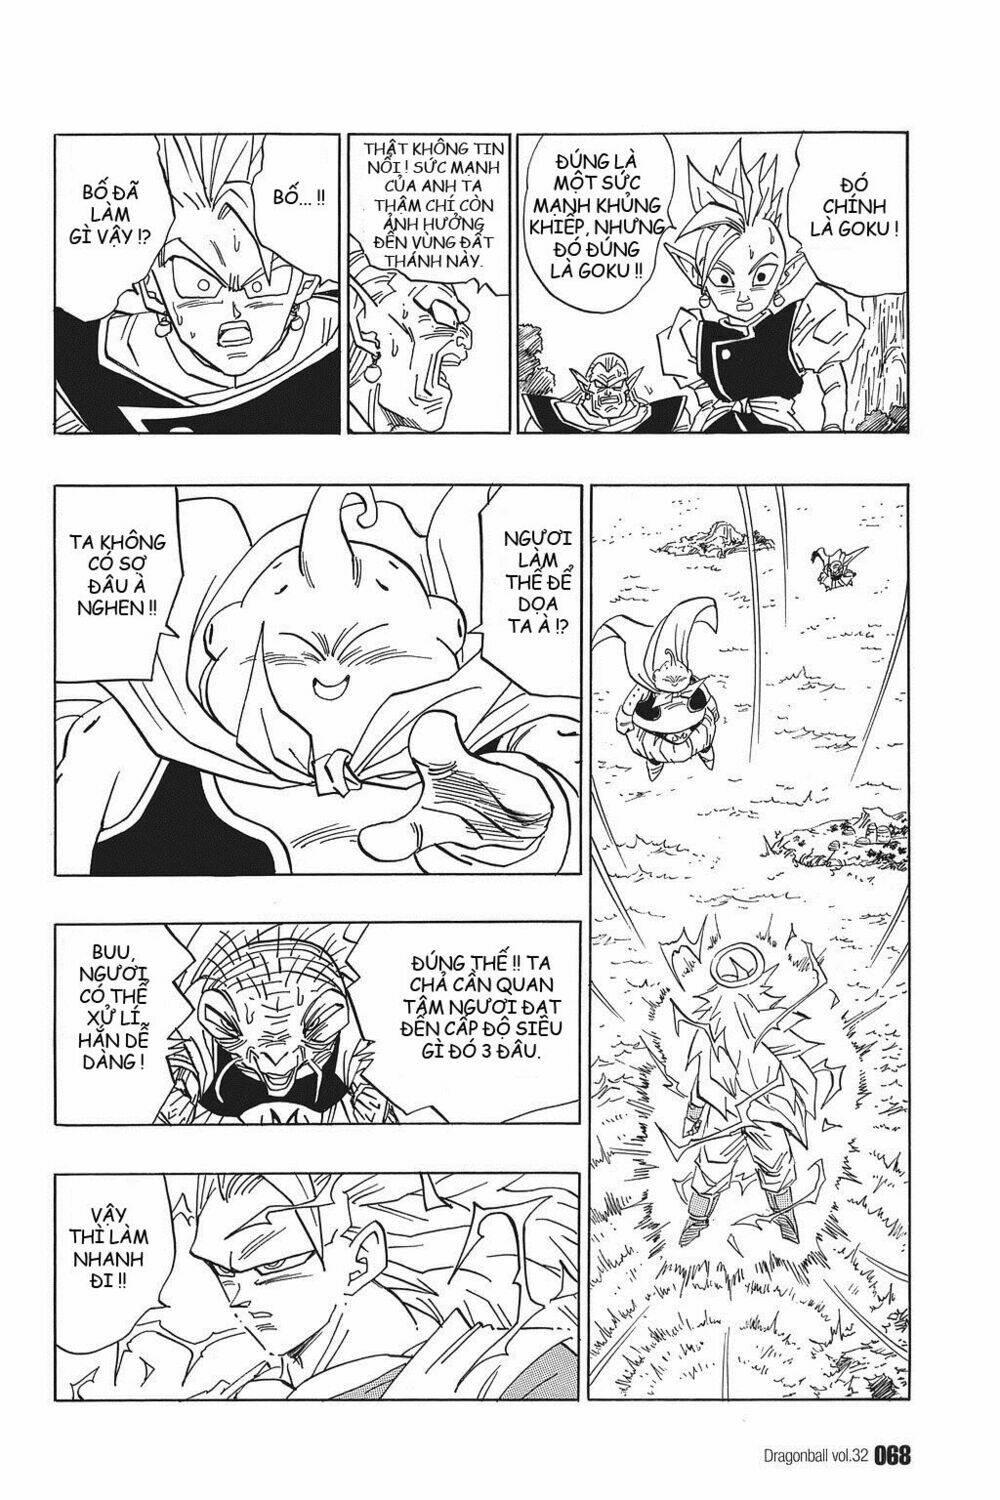 ĐÓ
CHÍNH
LÀ GOKU !
ĐÚNG LÀ
MỘT SỨC
MẠNH KHỦNG
KHIẾP, NHƯNG
ĐÓ ĐÚNG
LÀ GOKU !!
THẬT KHÔNG TIN
NỔI ! SỨC MẠNH
CỦA ANH TA
THẬM CHÍ CÒN
ẢNH HƯỞNG
ĐẾN VÙNG ĐẤT
THÁNH NÀY.
BỐ... !!
BỐ ĐÃ
LÀM
GÌ VẬY !?
NGƯƠI
LÀM
THẾ ĐỂ
DỌA
TA À !?
TA KHÔNG
CÓ SỢ
ĐÂU À
NGHEN !!
ĐÚNG THẾ !! TA
CHẢ CẦN QUAN
TÂM NGƯƠI ĐẠT
ĐẾN CẤP ĐỘ SIÊU
GÌ ĐÓ 3 ĐÂU.
BUU,
NGƯƠI
CÓ THỂ
XỬ LÍ
HẮN DỄ
DÀNG !
VẬY
THÌ LÀM
NHANH
ĐI !!
Dragonball vol.32 068